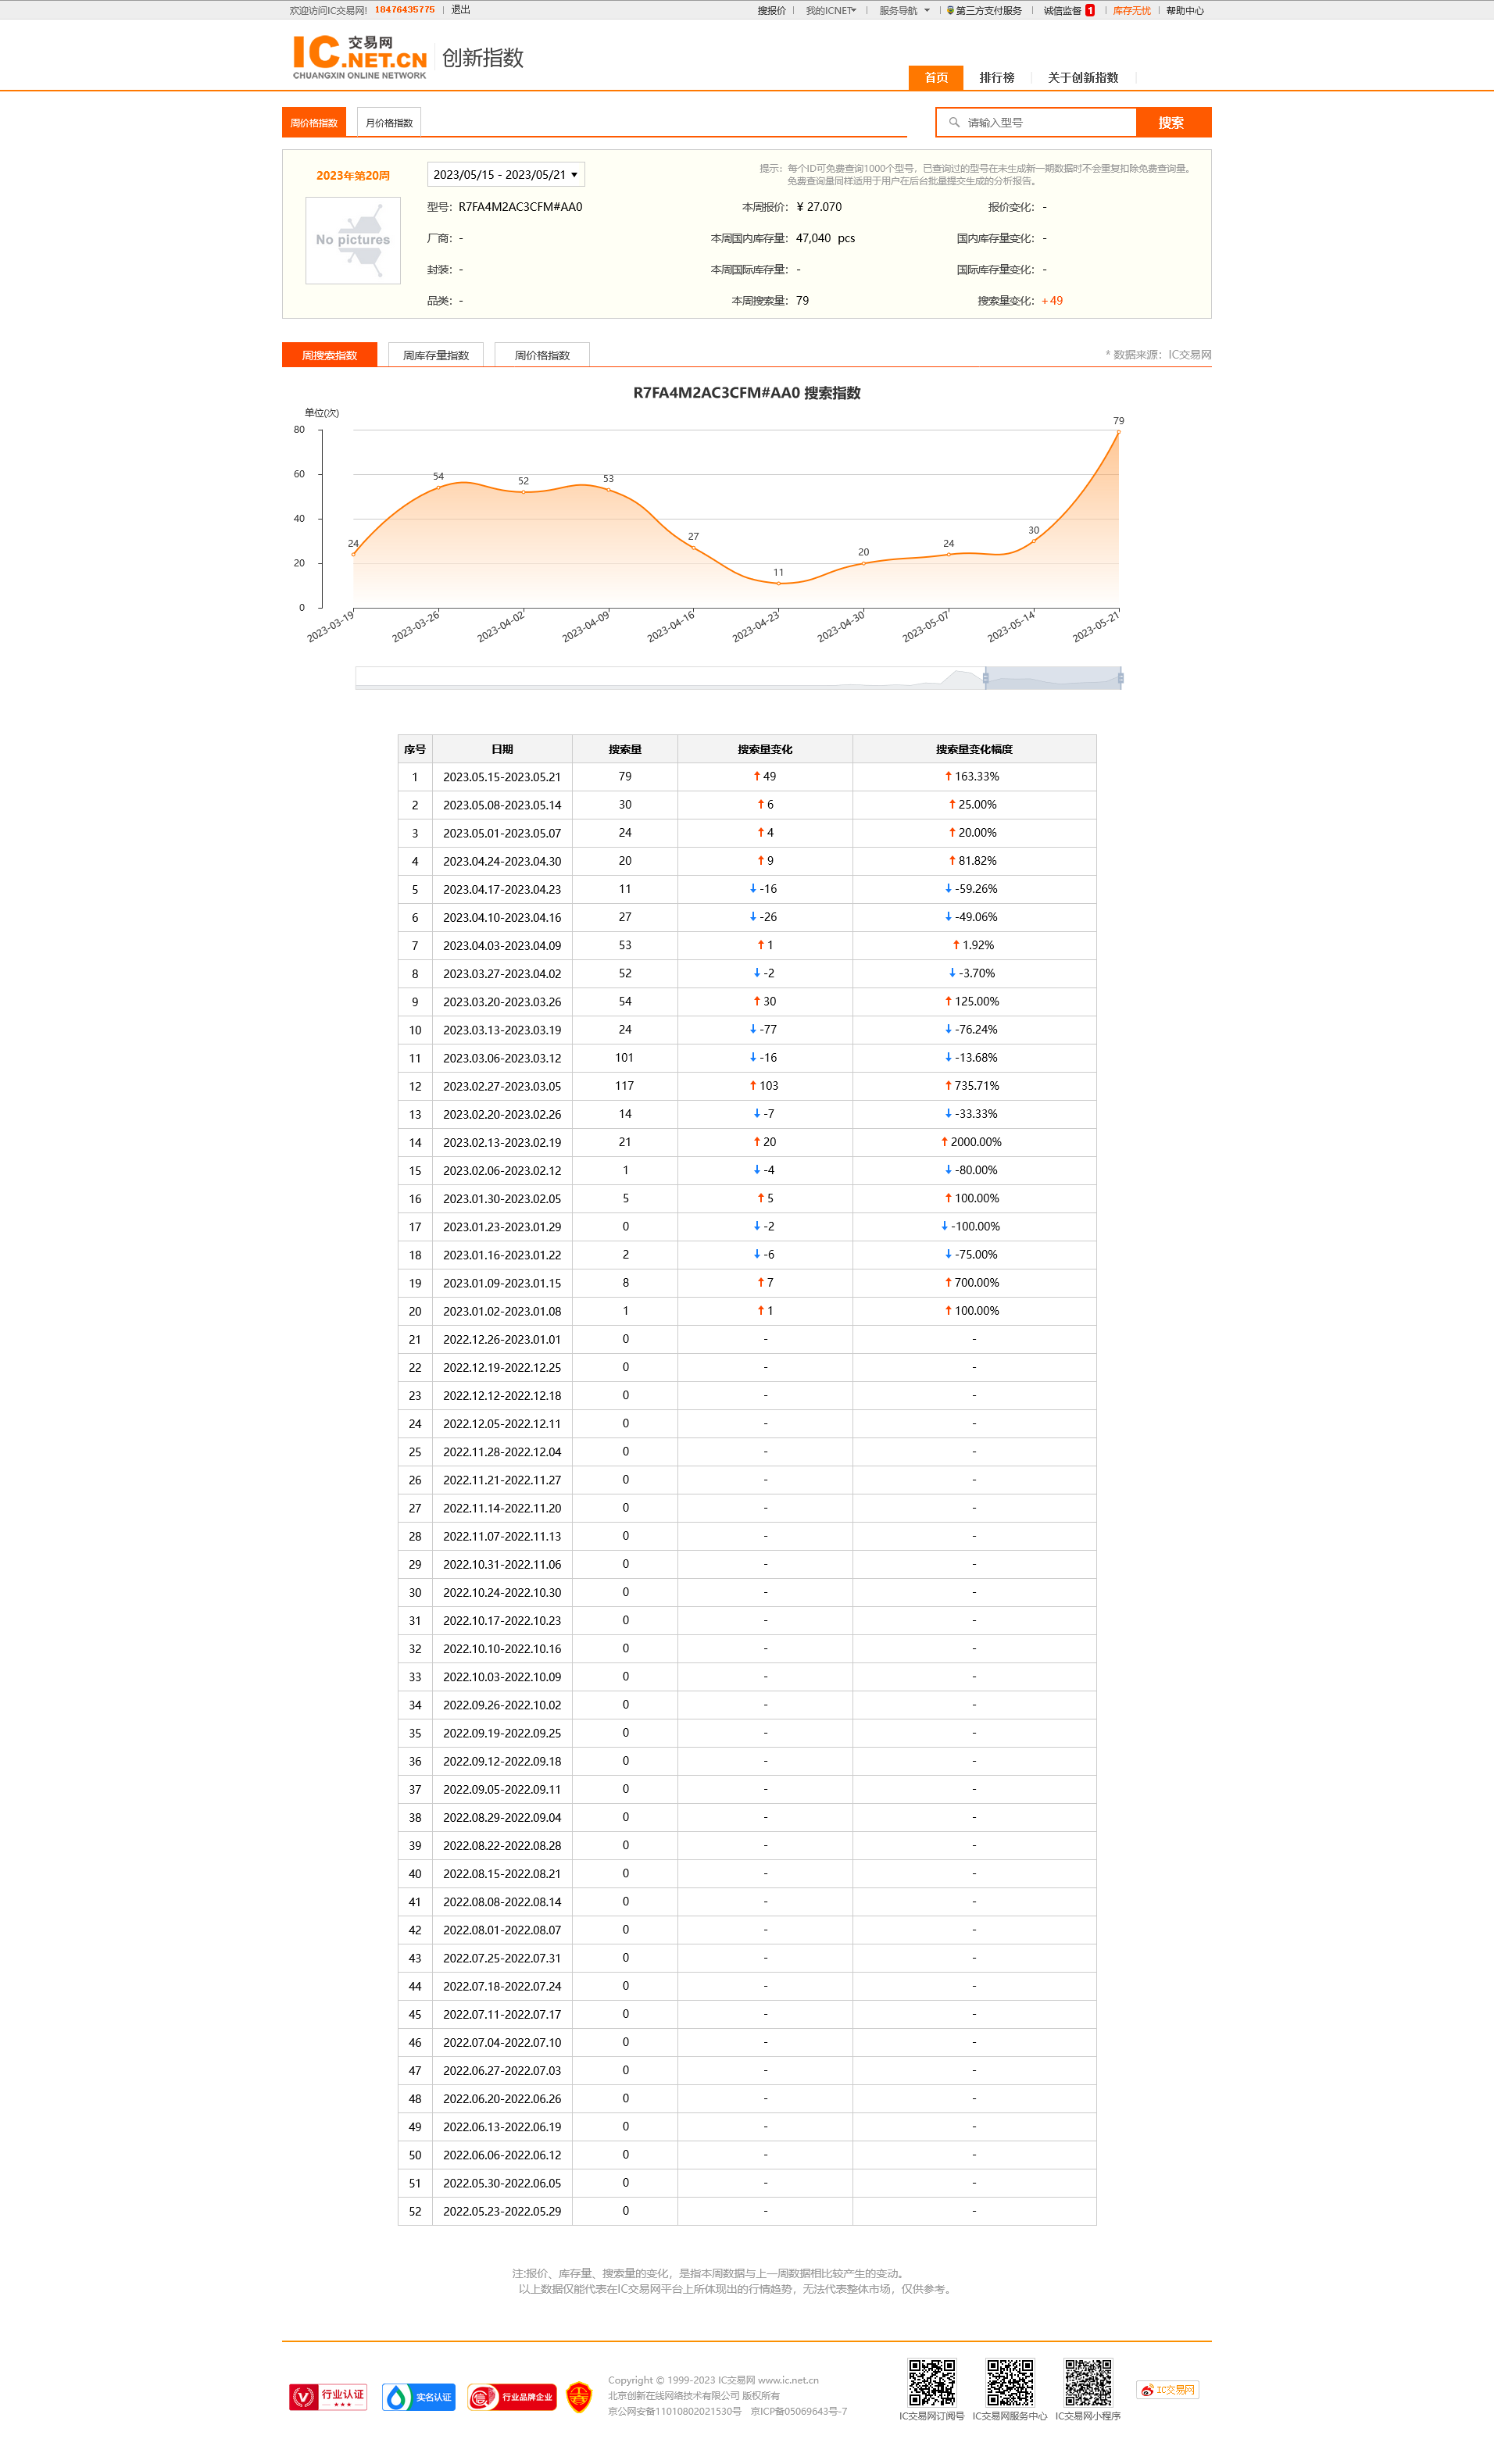 欢迎访问IC交易网! 18476435775 | 退出 搜报价 | 我的ICNET | 服务导航 | 第三方支付服务 | 诚信监督 1 | 库存无忧 | 帮助中心
IC交易网
.NET.CN
CHUANGXIN ONLINE NETWORK
创新指数
首页 排行榜 关于创新指数
周价格指数 月价格指数 请输入型号 搜索
2023年第20周 2023/05/15 - 2023/05/21
提示：每个ID可免费查询1000个型号，已查询过的型号在未生成新一期数据时不会重复扣除免费查询量。
免费查询量同样适用于用户在后台批量提交生成的分析报告。
No pictures
型号：R7FA4M2AC3CFM#AA0 本周报价：¥ 27.070 报价变化：-
厂商：- 本周国内库存量：47,040 pcs 国内库存量变化：-
封装：- 本周国际库存量：- 国际库存量变化：-
品类：- 本周搜索量：79 搜索量变化：+49
周搜索指数 周库存量指数 周价格指数 * 数据来源：IC交易网
R7FA4M2AC3CFM#AA0 搜索指数
单位(次)
80
60
40
20
0
24 54 52 53 27 11 20 24 30 79
2023-03-19 2023-03-26 2023-04-02 2023-04-09 2023-04-16 2023-04-23 2023-04-30 2023-05-07 2023-05-14 2023-05-21
序号 日期 搜索量 搜索量变化 搜索量变化幅度
1 2023.05.15-2023.05.21 79 ↑ 49 ↑ 163.33%
2 2023.05.08-2023.05.14 30 ↑ 6 ↑ 25.00%
3 2023.05.01-2023.05.07 24 ↑ 4 ↑ 20.00%
4 2023.04.24-2023.04.30 20 ↑ 9 ↑ 81.82%
5 2023.04.17-2023.04.23 11 ↓ -16 ↓ -59.26%
6 2023.04.10-2023.04.16 27 ↓ -26 ↓ -49.06%
7 2023.04.03-2023.04.09 53 ↑ 1 ↑ 1.92%
8 2023.03.27-2023.04.02 52 ↓ -2 ↓ -3.70%
9 2023.03.20-2023.03.26 54 ↑ 30 ↑ 125.00%
10 2023.03.13-2023.03.19 24 ↓ -77 ↓ -76.24%
11 2023.03.06-2023.03.12 101 ↓ -16 ↓ -13.68%
12 2023.02.27-2023.03.05 117 ↑ 103 ↑ 735.71%
13 2023.02.20-2023.02.26 14 ↓ -7 ↓ -33.33%
14 2023.02.13-2023.02.19 21 ↑ 20 ↑ 2000.00%
15 2023.02.06-2023.02.12 1 ↓ -4 ↓ -80.00%
16 2023.01.30-2023.02.05 5 ↑ 5 ↑ 100.00%
17 2023.01.23-2023.01.29 0 ↓ -2 ↓ -100.00%
18 2023.01.16-2023.01.22 2 ↓ -6 ↓ -75.00%
19 2023.01.09-2023.01.15 8 ↑ 7 ↑ 700.00%
20 2023.01.02-2023.01.08 1 ↑ 1 ↑ 100.00%
21 2022.12.26-2023.01.01 0 - -
22 2022.12.19-2022.12.25 0 - -
23 2022.12.12-2022.12.18 0 - -
24 2022.12.05-2022.12.11 0 - -
25 2022.11.28-2022.12.04 0 - -
26 2022.11.21-2022.11.27 0 - -
27 2022.11.14-2022.11.20 0 - -
28 2022.11.07-2022.11.13 0 - -
29 2022.10.31-2022.11.06 0 - -
30 2022.10.24-2022.10.30 0 - -
31 2022.10.17-2022.10.23 0 - -
32 2022.10.10-2022.10.16 0 - -
33 2022.10.03-2022.10.09 0 - -
34 2022.09.26-2022.10.02 0 - -
35 2022.09.19-2022.09.25 0 - -
36 2022.09.12-2022.09.18 0 - -
37 2022.09.05-2022.09.11 0 - -
38 2022.08.29-2022.09.04 0 - -
39 2022.08.22-2022.08.28 0 - -
40 2022.08.15-2022.08.21 0 - -
41 2022.08.08-2022.08.14 0 - -
42 2022.08.01-2022.08.07 0 - -
43 2022.07.25-2022.07.31 0 - -
44 2022.07.18-2022.07.24 0 - -
45 2022.07.11-2022.07.17 0 - -
46 2022.07.04-2022.07.10 0 - -
47 2022.06.27-2022.07.03 0 - -
48 2022.06.20-2022.06.26 0 - -
49 2022.06.13-2022.06.19 0 - -
50 2022.06.06-2022.06.12 0 - -
51 2022.05.30-2022.06.05 0 - -
52 2022.05.23-2022.05.29 0 - -
注:报价、库存量、搜索量的变化，是指本周数据与上一周数据相比较产生的变动。
以上数据仅能代表在IC交易网平台上所体现出的行情趋势，无法代表整体市场，仅供参考。
行业认证 实名认证 行业品牌企业
Copyright © 1999-2023 IC交易网 www.ic.net.cn
北京创新在线网络技术有限公司 版权所有
京公网安备11010802021530号 京ICP备05069643号-7
IC交易网订阅号 IC交易网服务中心 IC交易网小程序
IC交易网